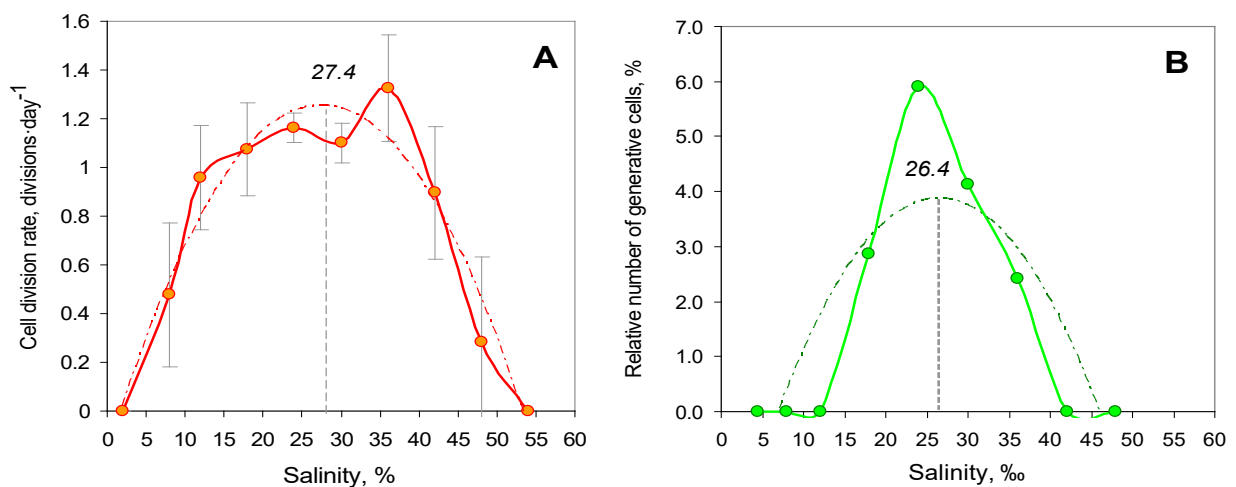 A
27.4
Cell division rate, divisions·day-1
1.6
1.4
1.2
1
0.8
0.6
0.4
0.2
0
0 5 10 15 20 25 30 35 40 45 50 55 60
Salinity, %
B
26.4
Relative number of generative cells, %
7.0
6.0
5.0
4.0
3.0
2.0
1.0
0.0
0 5 10 15 20 25 30 35 40 45 50 55 60
Salinity, ‰